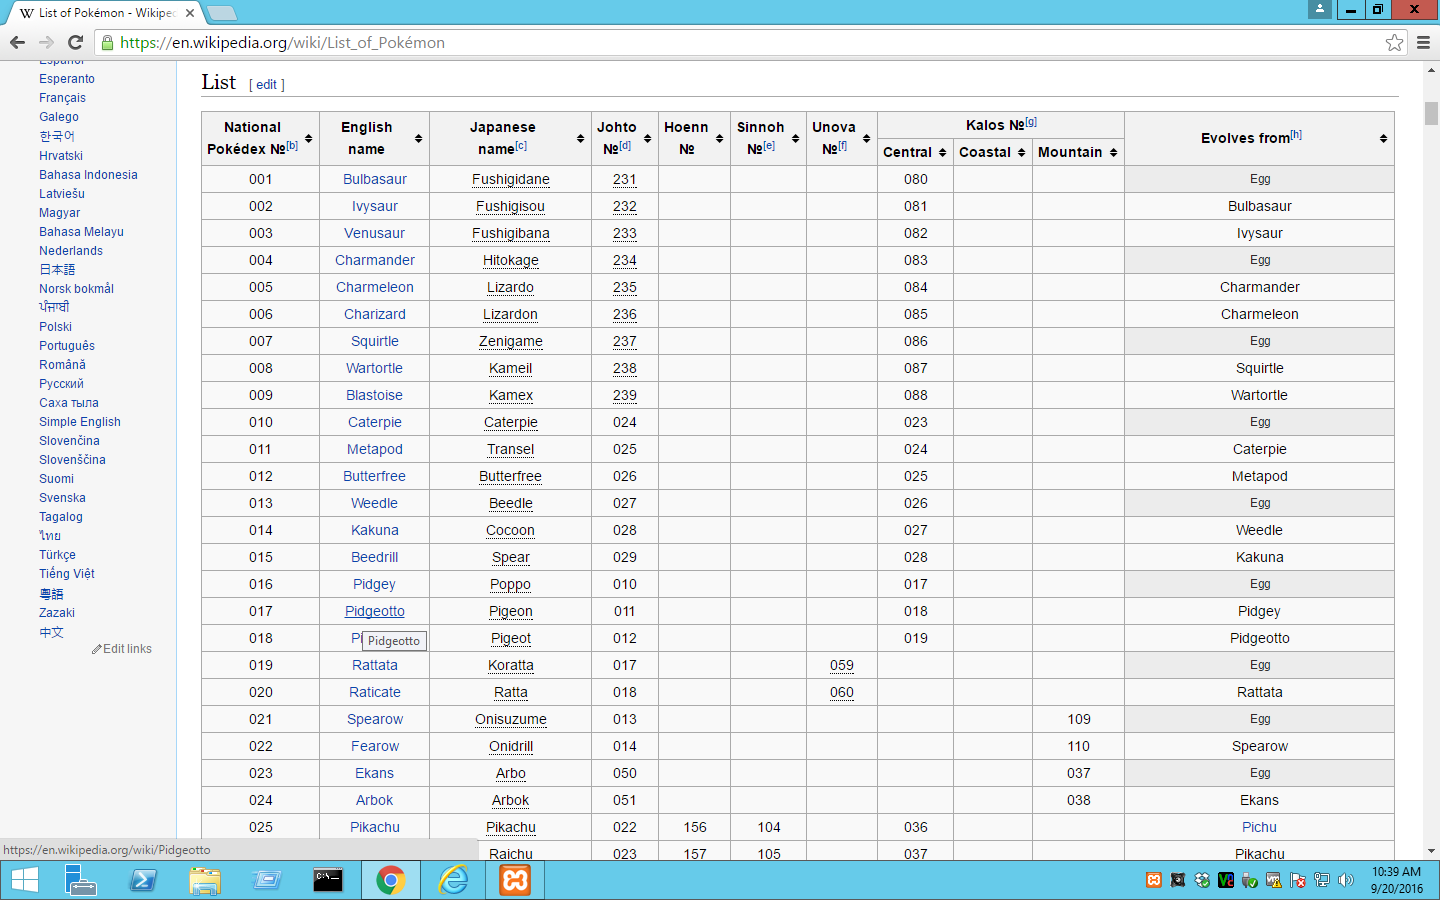 List of Pokémon - Wikipe
https://en.wikipedia.org/wiki/List_of_Pokémon
Español
Esperanto
Français
Galego
한국어
Hrvatski
Bahasa Indonesia
Latviešu
Magyar
Bahasa Melayu
Nederlands
日本語
Norsk bokmål
ਪੰਜਾਬੀ
Polski
Português
Română
Русский
Саха тыла
Simple English
Slovenčina
Slovenščina
Suomi
Svenska
Tagalog
ไทย
Türkçe
Tiếng Việt
粵語
Zazaki
中文
Edit links
List [ edit ]
National Pokédex №[b] English name Japanese name[c] Johto №[d] Hoenn № Sinnoh №[e] Unova №[f] Kalos №[g] Evolves from[h]
Central Coastal Mountain
001 Bulbasaur Fushigidane 231 080 Egg
002 Ivysaur Fushigisou 232 081 Bulbasaur
003 Venusaur Fushigibana 233 082 Ivysaur
004 Charmander Hitokage 234 083 Egg
005 Charmeleon Lizardo 235 084 Charmander
006 Charizard Lizardon 236 085 Charmeleon
007 Squirtle Zenigame 237 086 Egg
008 Wartortle Kameil 238 087 Squirtle
009 Blastoise Kamex 239 088 Wartortle
010 Caterpie Caterpie 024 023 Egg
011 Metapod Transel 025 024 Caterpie
012 Butterfree Butterfree 026 025 Metapod
013 Weedle Beedle 027 026 Egg
014 Kakuna Cocoon 028 027 Weedle
015 Beedrill Spear 029 028 Kakuna
016 Pidgey Poppo 010 017 Egg
017 Pidgeotto Pigeon 011 018 Pidgey
018 Pi Pidgeotto Pigeot 012 019 Pidgeotto
019 Rattata Koratta 017 059 Egg
020 Raticate Ratta 018 060 Rattata
021 Spearow Onisuzume 013 109 Egg
022 Fearow Onidrill 014 110 Spearow
023 Ekans Arbo 050 037 Egg
024 Arbok Arbok 051 038 Ekans
025 Pikachu Pikachu 022 156 104 036 Pichu
Raichu 023 157 105 037 Pikachu
https://en.wikipedia.org/wiki/Pidgeotto
10:39 AM
9/20/2016